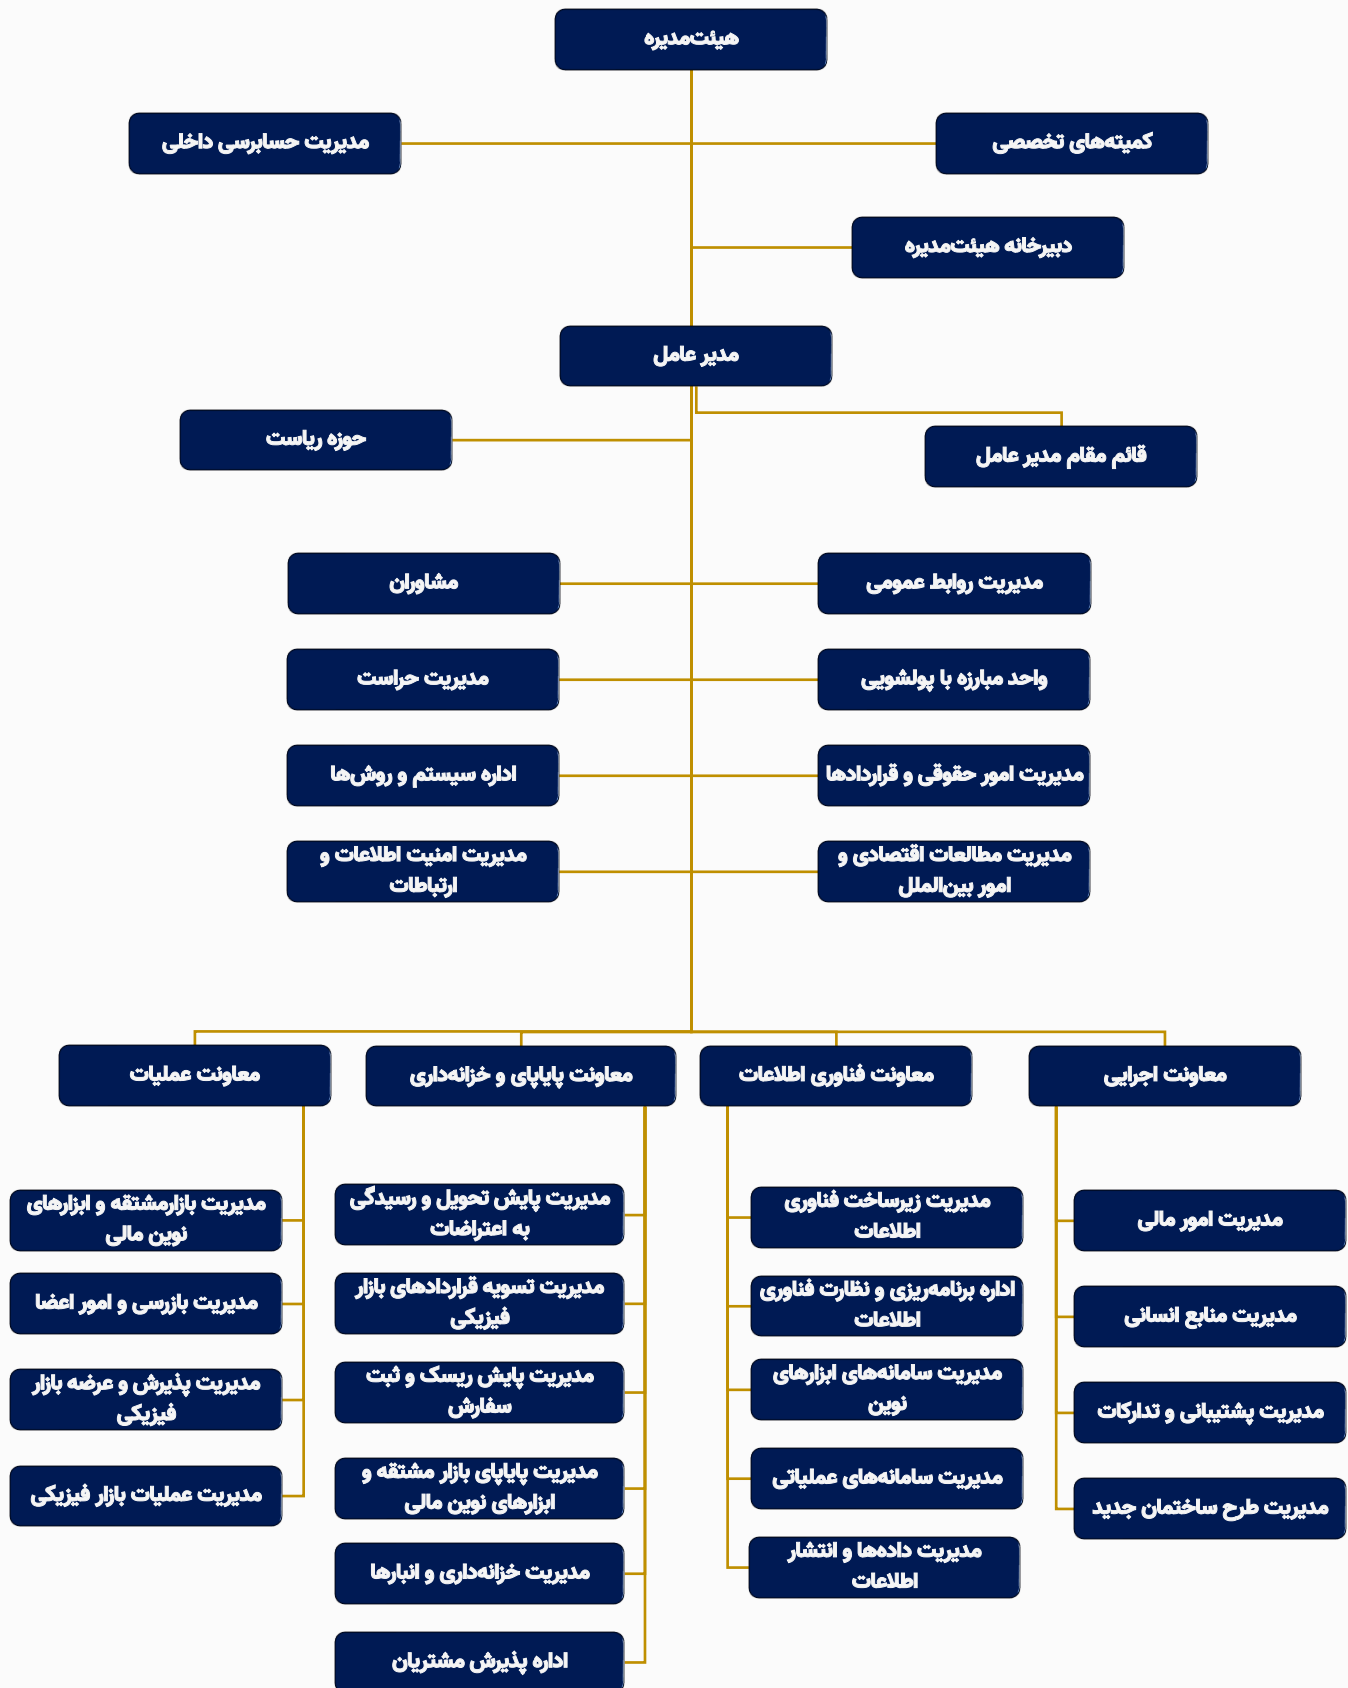 هیئت‌مدیره
کمیته‌های تخصصی
مدیریت حسابرسی داخلی
دبیرخانه هیئت‌مدیره
مدیر عامل
قائم مقام مدیر عامل
حوزه ریاست
مدیریت روابط عمومی
مشاوران
واحد مبارزه با پولشویی
مدیریت حراست
مدیریت امور حقوقی و قراردادها
اداره سیستم و روش‌ها
مدیریت مطالعات اقتصادی و
امور بین‌الملل
مدیریت امنیت اطلاعات و
ارتباطات
معاونت اجرایی
معاونت فناوری اطلاعات
معاونت پایاپای و خزانه‌داری
معاونت عملیات
مدیریت امور مالی
مدیریت منابع انسانی
مدیریت پشتیبانی و تدارکات
مدیریت طرح ساختمان جدید
مدیریت زیرساخت فناوری
اطلاعات
اداره برنامه‌ریزی و نظارت فناوری
اطلاعات
مدیریت سامانه‌های ابزارهای
نوین
مدیریت سامانه‌های عملیاتی
مدیریت داده‌ها و انتشار
اطلاعات
مدیریت پایش تحویل و رسیدگی
به اعتراضات
مدیریت تسویه قراردادهای بازار
فیزیکی
مدیریت پایش ریسک و ثبت
سفارش
مدیریت پایاپای بازار مشتقه و
ابزارهای نوین مالی
مدیریت خزانه‌داری و انبارها
اداره پذیرش مشتریان
مدیریت بازارمشتقه و ابزارهای
نوین مالی
مدیریت بازرسی و امور اعضا
مدیریت پذیرش و عرضه بازار
فیزیکی
مدیریت عملیات بازار فیزیکی